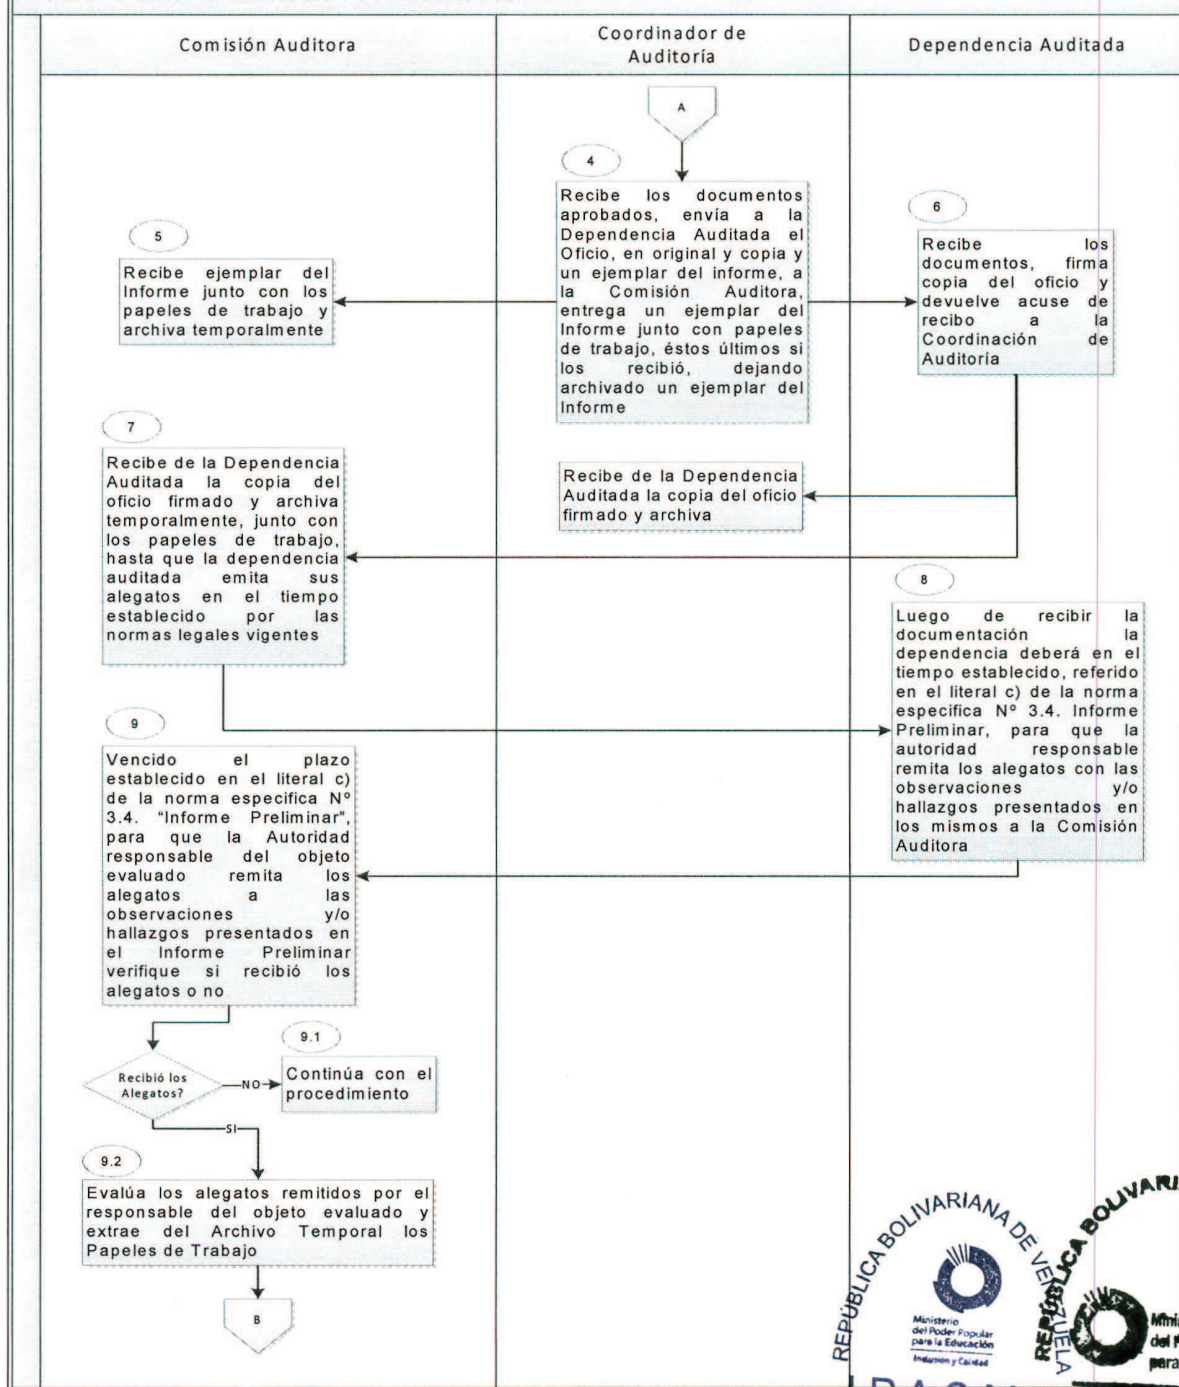 Comisión Auditora
Coordinador de
Auditoría
Dependencia Auditada
A
4
Recibe los documentos
aprobados, envía a la
Dependencia Auditada el
Oficio, en original y copia y
un ejemplar del informe, a
la Comisión Auditora,
entrega un ejemplar del
Informe junto con papeles
de trabajo, éstos últimos si
los recibió, dejando
archivado un ejemplar del
Informe
5
Recibe ejemplar del
Informe junto con los
papeles de trabajo y
archiva temporalmente
6
Recibe los
documentos, firma
copia del oficio y
devuelve acuse de
recibo a la
Coordinación de
Auditoría
Recibe de la Dependencia
Auditada la copia del oficio
firmado y archiva
7
Recibe de la Dependencia
Auditada la copia del
oficio firmado y archiva
temporalmente, junto con
los papeles de trabajo,
hasta que la dependencia
auditada emita sus
alegatos en el tiempo
establecido por las
normas legales vigentes
8
Luego de recibir la
documentación la
dependencia deberá en el
tiempo establecido, referido
en el literal c) de la norma
especifica Nº 3.4. Informe
Preliminar, para que la
autoridad responsable
remita los alegatos con las
observaciones y/o
hallazgos presentados en
los mismos a la Comisión
Auditora
9
Vencido el plazo
establecido en el literal c)
de la norma especifica Nº
3.4. “Informe Preliminar”,
para que la Autoridad
responsable del objeto
evaluado remita los
alegatos a las
observaciones y/o
hallazgos presentados en
el Informe Preliminar
verifique si recibió los
alegatos o no
Recibió los
Alegatos?
NO
9.1
Continúa con el
procedimiento
SI
9.2
Evalúa los alegatos remitidos por el
responsable del objeto evaluado y
extrae del Archivo Temporal los
Papeles de Trabajo
B
REPÚBLICA BOLIVARIANA DE VENEZUELA
Ministerio
del Poder Popular
para la Educación
Inclusión y Calidad
REPÚBLICA BOLIVARI
Mini
del P
para